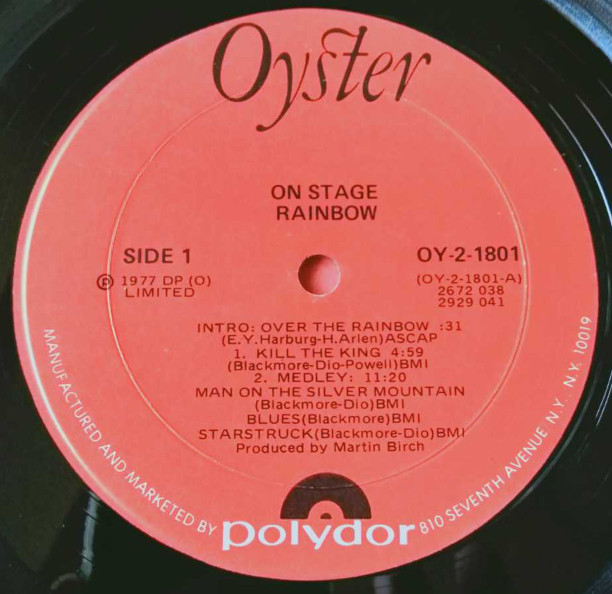 Oyster
ON STAGE
RAINBOW
SIDE 1
OY-2-1801
℗ 1977 DP (O)
LIMITED
(OY-2-1801-A)
2672 038
2929 041
INTRO: OVER THE RAINBOW :31
(E.Y.Harburg-H.Arlen)ASCAP
1. KILL THE KING 4:59
(Blackmore-Dio-Powell)BMI
2. MEDLEY: 11:20
MAN ON THE SILVER MOUNTAIN
(Blackmore-Dio)BMI
BLUES(Blackmore)BMI
STARSTRUCK(Blackmore-Dio)BMI
Produced by Martin Birch
MANUFACTURED AND MARKETED BY polydor 810 SEVENTH AVENUE N.Y. N.Y. 10019